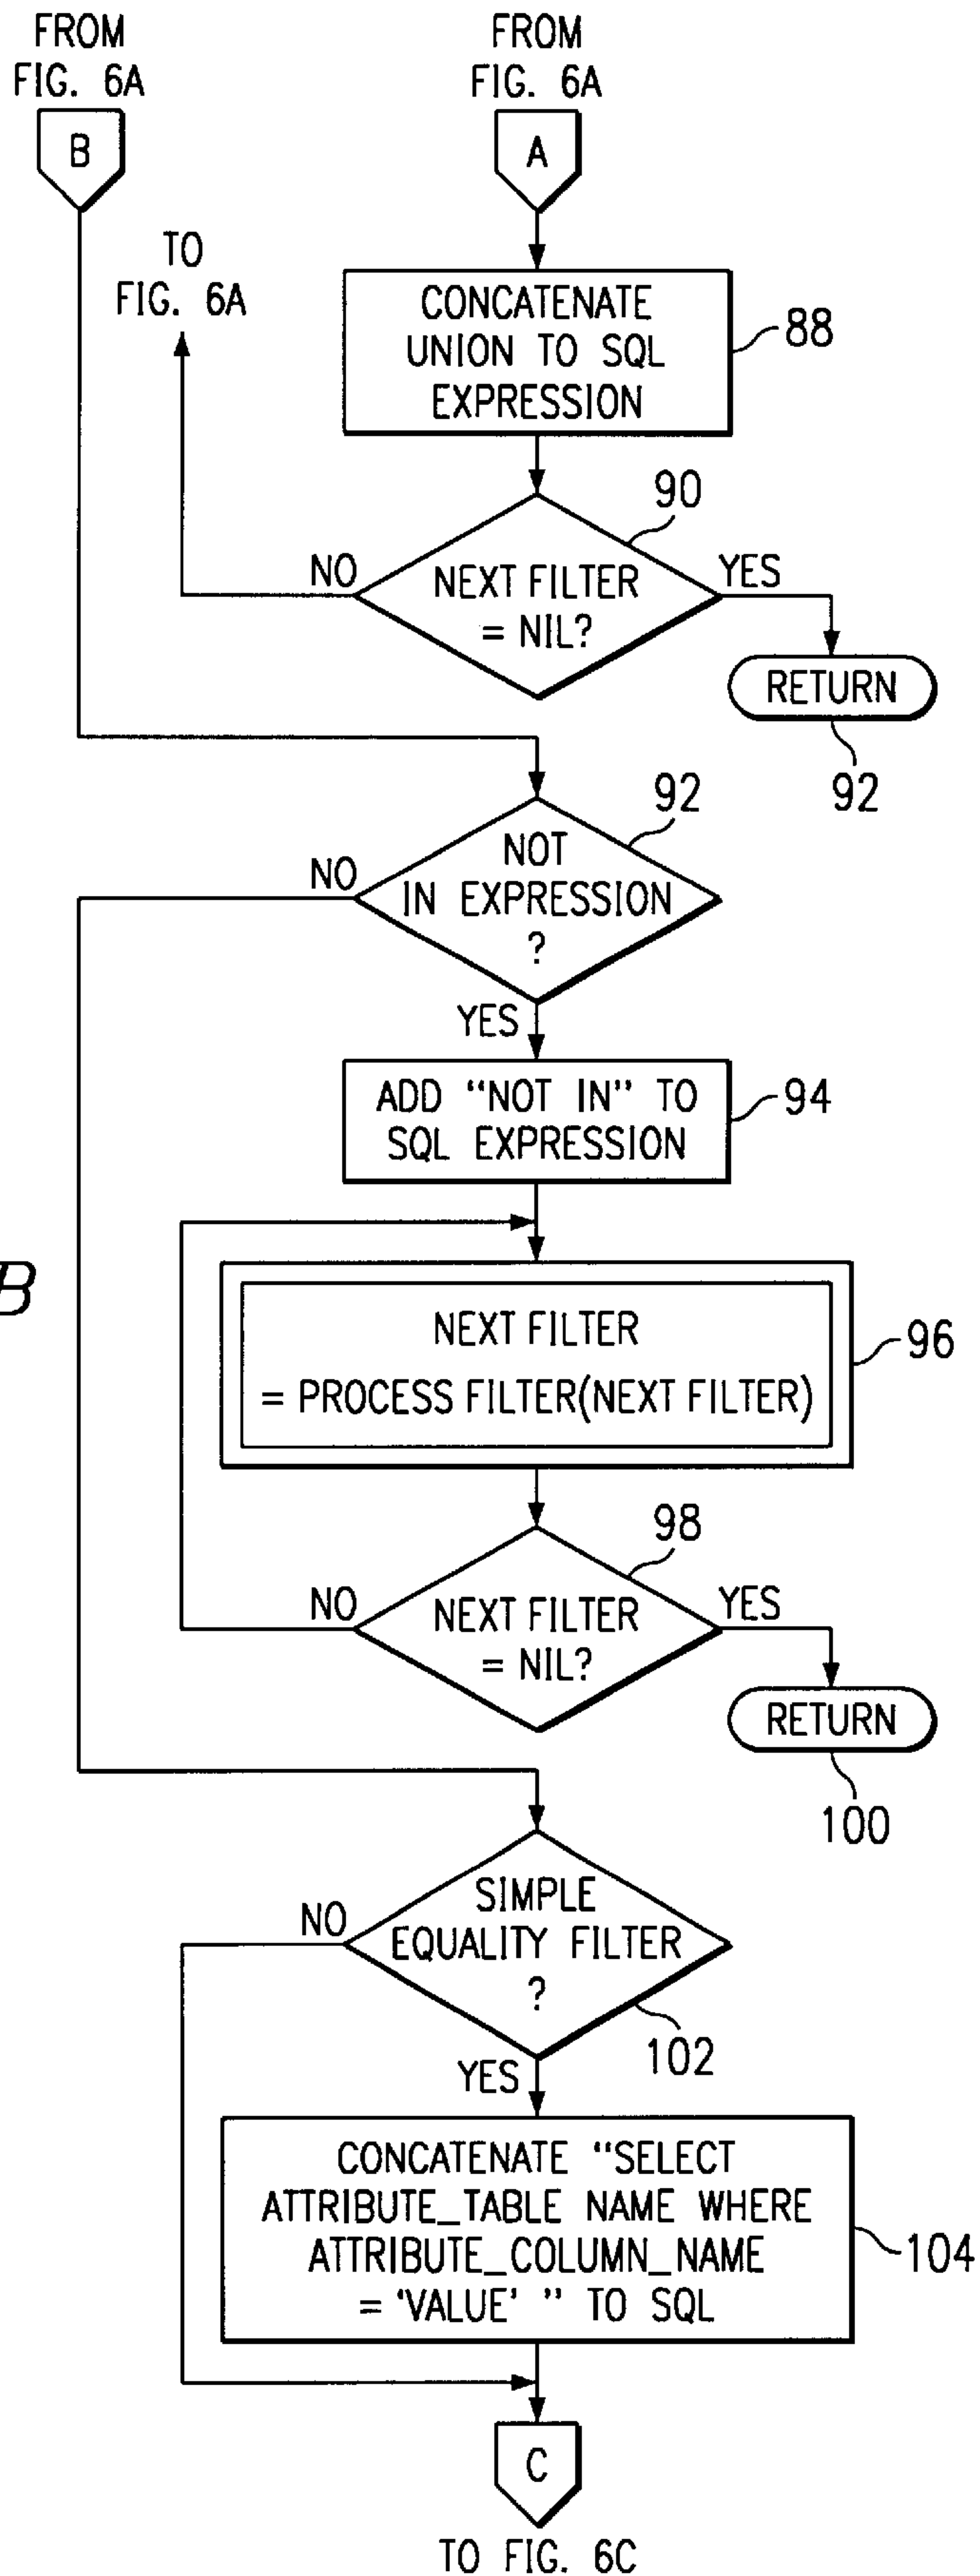 FROM
FIG. 6A
B
FROM
FIG. 6A
A
TO
FIG. 6A
CONCATENATE
UNION TO SQL
EXPRESSION
88
90
NO
NEXT FILTER
= NIL?
YES
RETURN
92
92
NO
NOT
IN EXPRESSION
?
YES
ADD "NOT IN" TO
SQL EXPRESSION
94
B
NEXT FILTER
= PROCESS FILTER(NEXT FILTER)
96
98
NO
NEXT FILTER
= NIL?
YES
RETURN
100
NO
SIMPLE
EQUALITY FILTER
?
102
YES
CONCATENATE "SELECT
ATTRIBUTE_TABLE NAME WHERE
ATTRIBUTE_COLUMN_NAME
= 'VALUE' " TO SQL
104
C
TO FIG. 6C